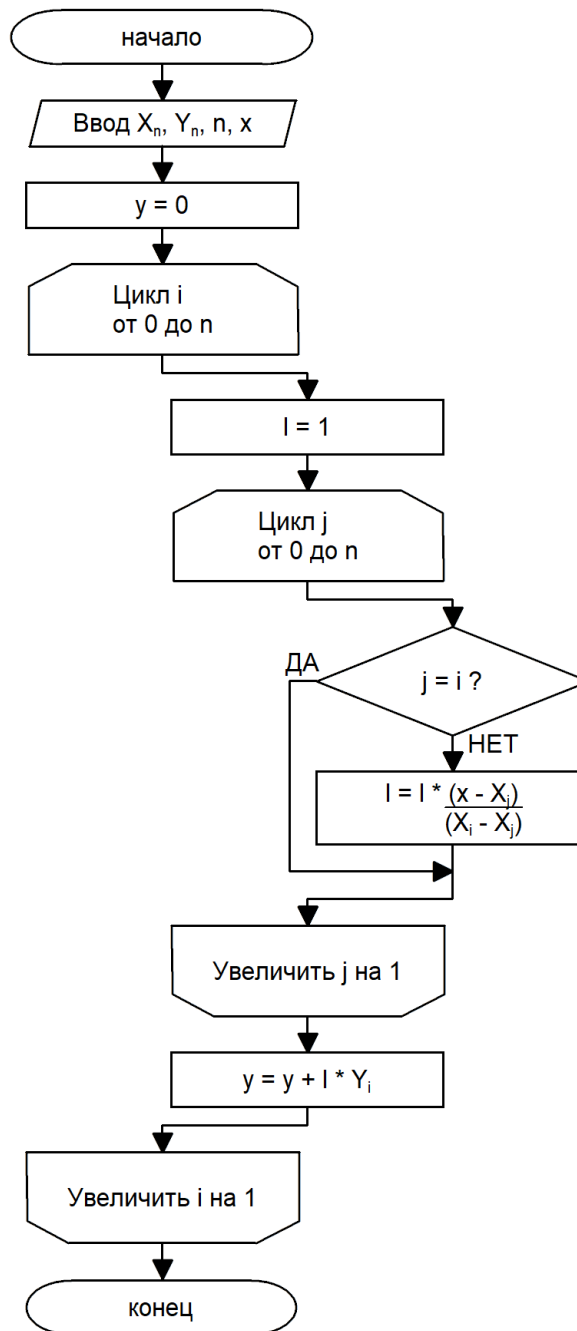 начало
Ввод Xₙ, Yₙ, n, x
y = 0
Цикл i
от 0 до n
l = 1
Цикл j
от 0 до n
j = i ?
ДА
НЕТ
l = l * (x - Xⱼ)
(Xᵢ - Xⱼ)
Увеличить j на 1
y = y + l * Yᵢ
Увеличить i на 1
конец